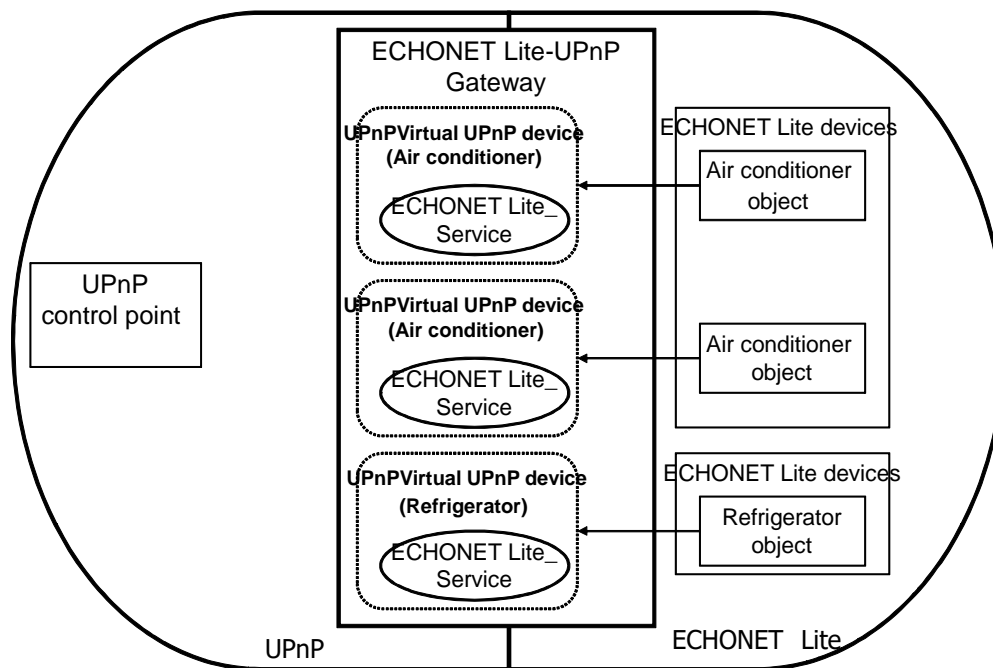 ECHONET Lite-UPnP
Gateway
UPnPVirtual UPnP device
(Air conditioner)
ECHONET Lite_
Service
UPnPVirtual UPnP device
(Air conditioner)
ECHONET Lite_
Service
UPnPVirtual UPnP device
(Refrigerator)
ECHONET Lite_
Service
UPnP
control point
ECHONET Lite devices
Air conditioner
object
Air conditioner
object
ECHONET Lite devices
Refrigerator
object
UPnP
ECHONET Lite